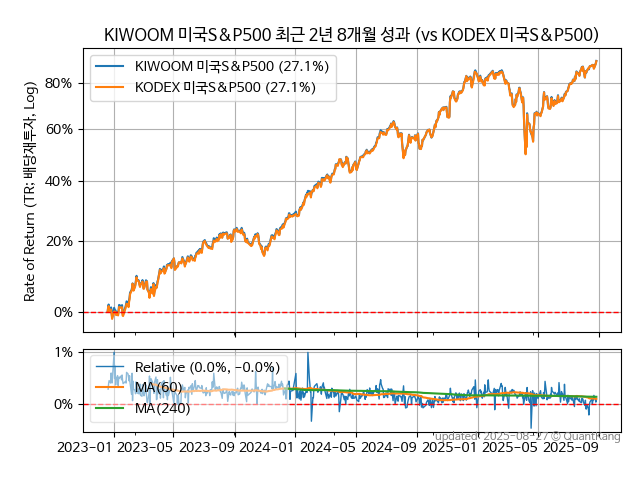 KIWOOM 미국S&P500 최근 2년 8개월 성과 (vs KODEX 미국S&P500)
KIWOOM 미국S&P500 (27.1%)
KODEX 미국S&P500 (27.1%)
80%
60%
40%
20%
0%
Rate of Return (TR: 배당재투자, Log)
1%
0%
Relative (0.0%, -0.0%)
MA(60)
MA(240)
updated: 2025-08-27 © QuantKang
2023-01 2023-05 2023-09 2024-01 2024-05 2024-09 2025-01 2025-05 2025-09